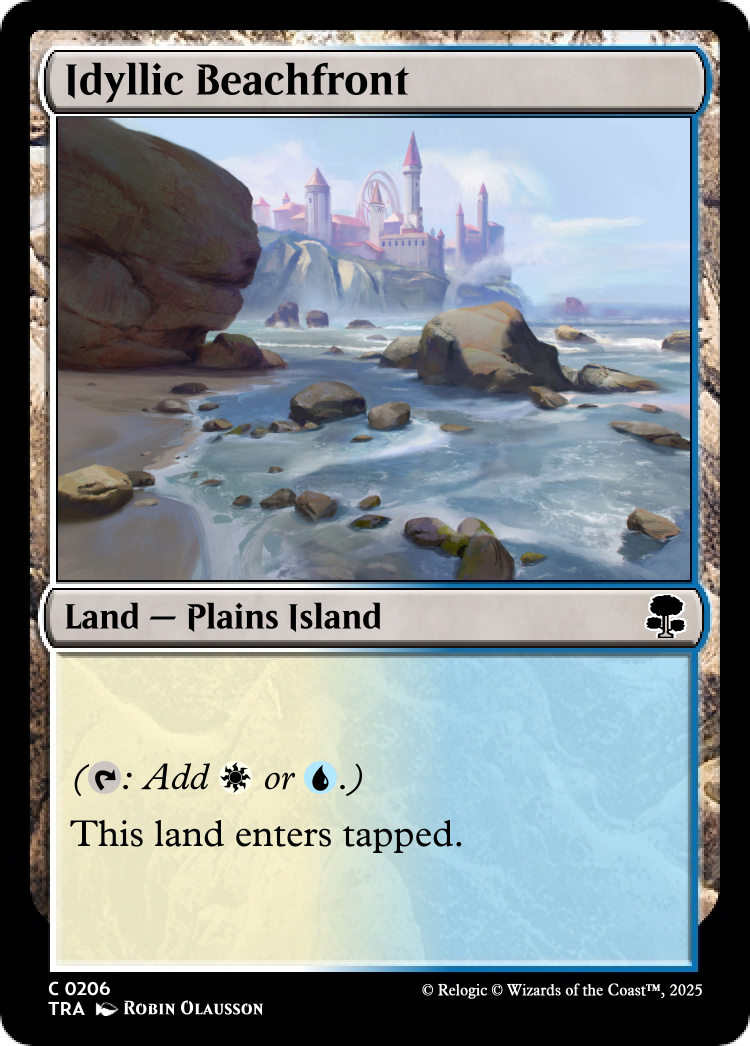 Idyllic Beachfront
Land — Plains Island
(: Add or .)
This land enters tapped.
C 0206
TRA Robin Olausson
© Relogic © Wizards of the Coast™, 2025